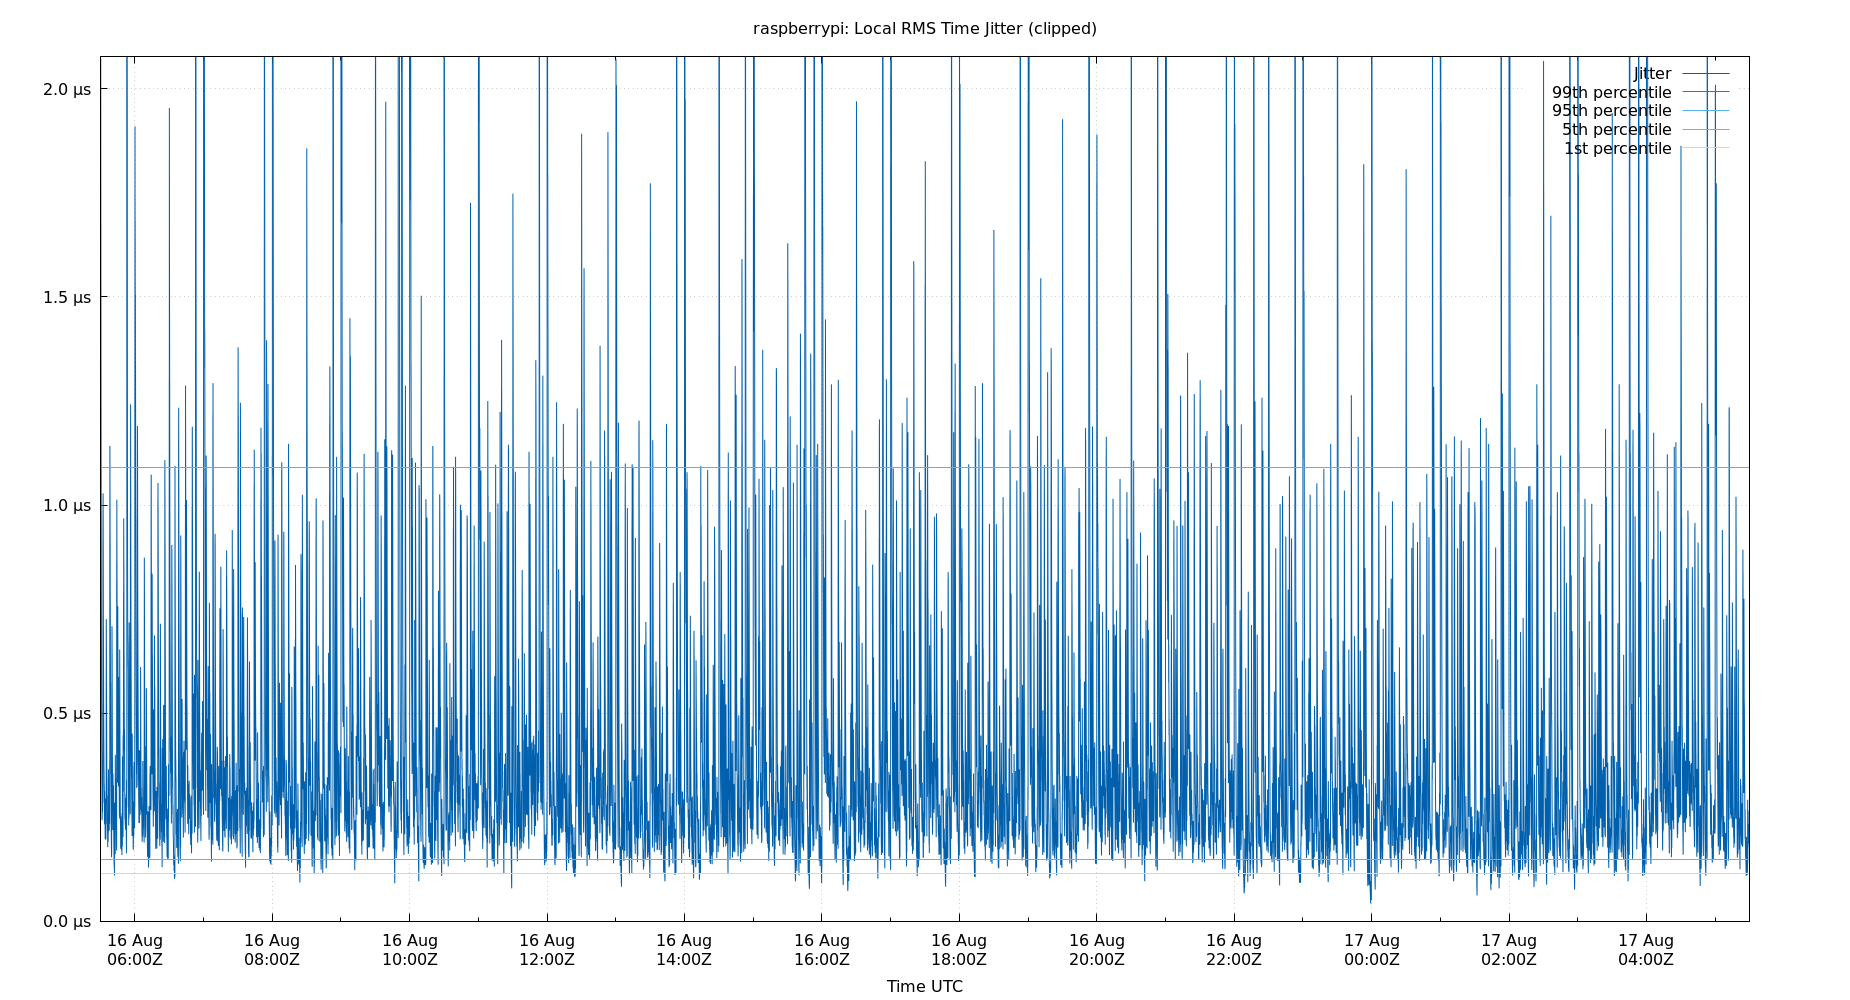 raspberrypi: Local RMS Time Jitter (clipped)
Jitter
99th percentile
95th percentile
5th percentile
1st percentile
2.0 µs
1.5 µs
1.0 µs
0.5 µs
0.0 µs
16 Aug 16 Aug 16 Aug 16 Aug 16 Aug 16 Aug 16 Aug 16 Aug 16 Aug 17 Aug 17 Aug 17 Aug
06:00Z 08:00Z 10:00Z 12:00Z 14:00Z 16:00Z 18:00Z 20:00Z 22:00Z 00:00Z 02:00Z 04:00Z
Time UTC